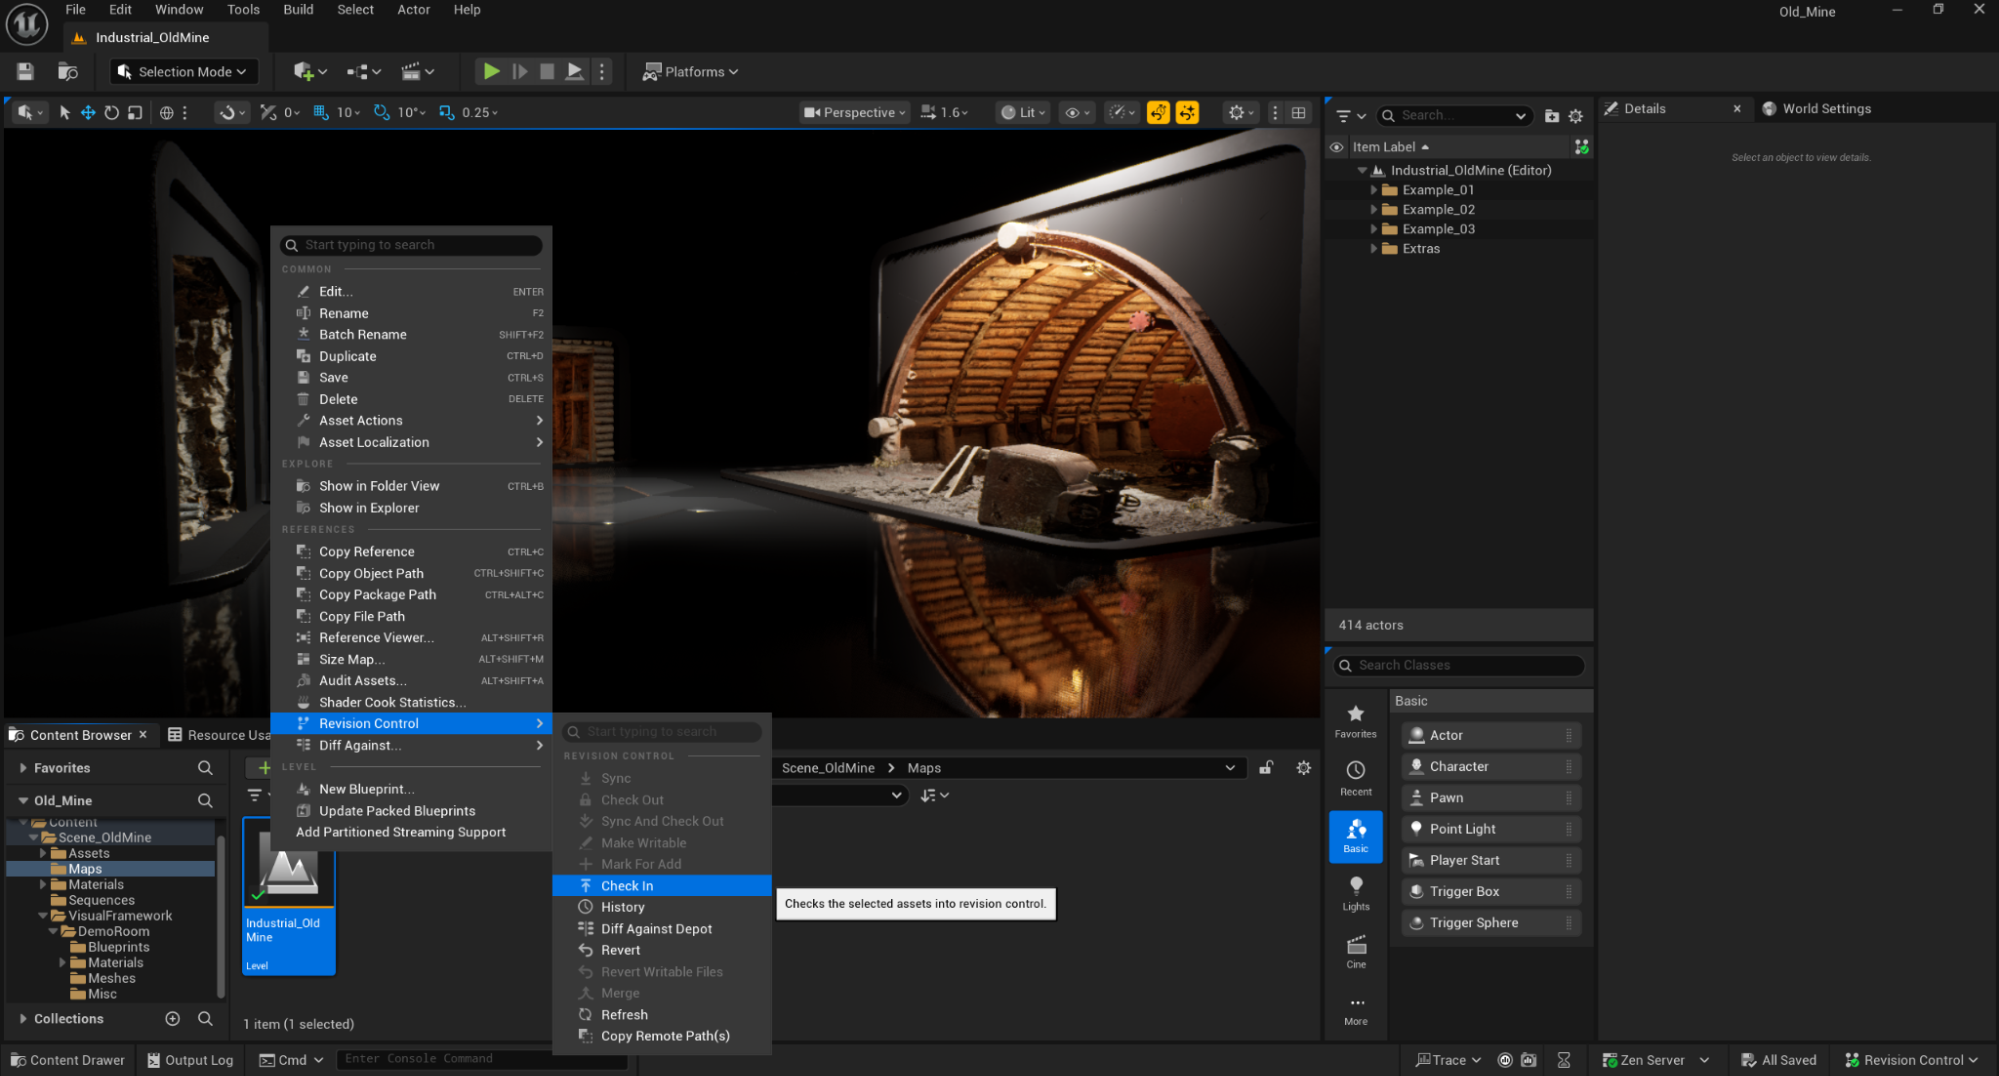 File Edit Window Tools Build Select Actor Help
Old_Mine
Industrial_OldMine
Selection Mode
Platforms
0 10 10° 0.25
Perspective 1.6 Lit
Search...
Item Label
Industrial_OldMine (Editor)
Example_01
Example_02
Example_03
Extras
414 actors
Details
World Settings
Select an object to view details.
Start typing to search
COMMON
Edit... ENTER
Rename F2
Batch Rename SHIFT+F2
Duplicate CTRL+D
Save CTRL+S
Delete DELETE
Asset Actions
Asset Localization
EXPLORE
Show in Folder View CTRL+B
Show in Explorer
REFERENCES
Copy Reference CTRL+C
Copy Object Path CTRL+SHIFT+C
Copy Package Path CTRL+ALT+C
Copy File Path
Reference Viewer... ALT+SHIFT+R
Size Map... ALT+SHIFT+M
Audit Assets... ALT+SHIFT+A
Shader Cook Statistics...
Revision Control
Diff Against...
LEVEL
New Blueprint...
Update Packed Blueprints
Add Partitioned Streaming Support
Start typing to search
REVISION CONTROL
Sync
Check Out
Sync And Check Out
Make Writable
Mark For Add
Check In
History
Diff Against Depot
Revert
Revert Writable Files
Merge
Refresh
Copy Remote Path(s)
Checks the selected assets into revision control.
Content Browser
Resource Usa
Scene_OldMine
Maps
Favorites
Old_Mine
Content
Scene_OldMine
Assets
Maps
Materials
Sequences
VisualFramework
DemoRoom
Blueprints
Materials
Meshes
Misc
Collections
Industrial_Old
Mine
Level
1 item (1 selected)
Search Classes
Favorites
Recent
Basic
Lights
Cine
More
Basic
Actor
Character
Pawn
Point Light
Player Start
Trigger Box
Trigger Sphere
Content Drawer
Output Log
Cmd
Enter Console Command
Trace
Zen Server
All Saved
Revision Control